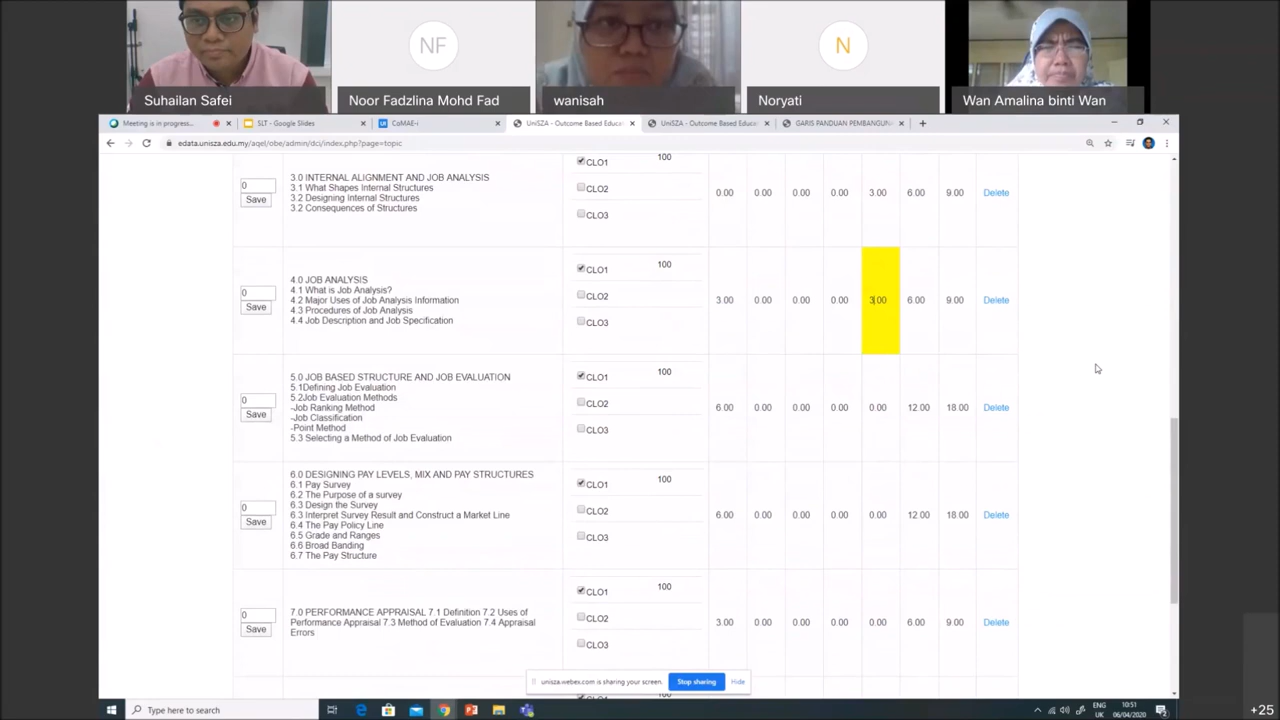 NF
N
Suhailan Safei
Noor Fadzlina Mohd Fad
wanisah
Noryati
Wan Amalina binti Wan
Meeting is in progress...
SLT - Google Slides
CoMAE-i
UniSZA - Outcome Based Educ
UniSZA - Outcome Based Educ
GARIS PANDUAN PEMBANGUN
edata.unisza.edu.my/aqel/obe/admin/dci/index.php?page=topic
0
Save
3.0 INTERNAL ALIGNMENT AND JOB ANALYSIS
3.1 What Shapes Internal Structures
3.2 Designing Internal Structures
3.2 Consequences of Structures
CLO1 100
CLO2
CLO3
0.00 0.00 0.00 0.00 3.00 6.00 9.00 Delete
0
Save
4.0 JOB ANALYSIS
4.1 What is Job Analysis?
4.2 Major Uses of Job Analysis Information
4.3 Procedures of Job Analysis
4.4 Job Description and Job Specification
CLO1 100
CLO2
CLO3
3.00 0.00 0.00 0.00 3.00 6.00 9.00 Delete
0
Save
5.0 JOB BASED STRUCTURE AND JOB EVALUATION
5.1Defining Job Evaluation
5.2Job Evaluation Methods
-Job Ranking Method
-Job Classification
-Point Method
5.3 Selecting a Method of Job Evaluation
CLO1 100
CLO2
CLO3
6.00 0.00 0.00 0.00 0.00 12.00 18.00 Delete
0
Save
6.0 DESIGNING PAY LEVELS, MIX AND PAY STRUCTURES
6.1 Pay Survey
6.2 The Purpose of a survey
6.3 Design the Survey
6.3 Interpret Survey Result and Construct a Market Line
6.4 The Pay Policy Line
6.5 Grade and Ranges
6.6 Broad Banding
6.7 The Pay Structure
CLO1 100
CLO2
CLO3
6.00 0.00 0.00 0.00 0.00 12.00 18.00 Delete
0
Save
7.0 PERFORMANCE APPRAISAL 7.1 Definition 7.2 Uses of
Performance Appraisal 7.3 Method of Evaluation 7.4 Appraisal
Errors
CLO1 100
CLO2
CLO3
3.00 0.00 0.00 0.00 0.00 6.00 9.00 Delete
unisza.webex.com is sharing your screen. Stop sharing Hide
CLO1 100
Type here to search
ENG
UK
10:51
06/04/2020
2
+25